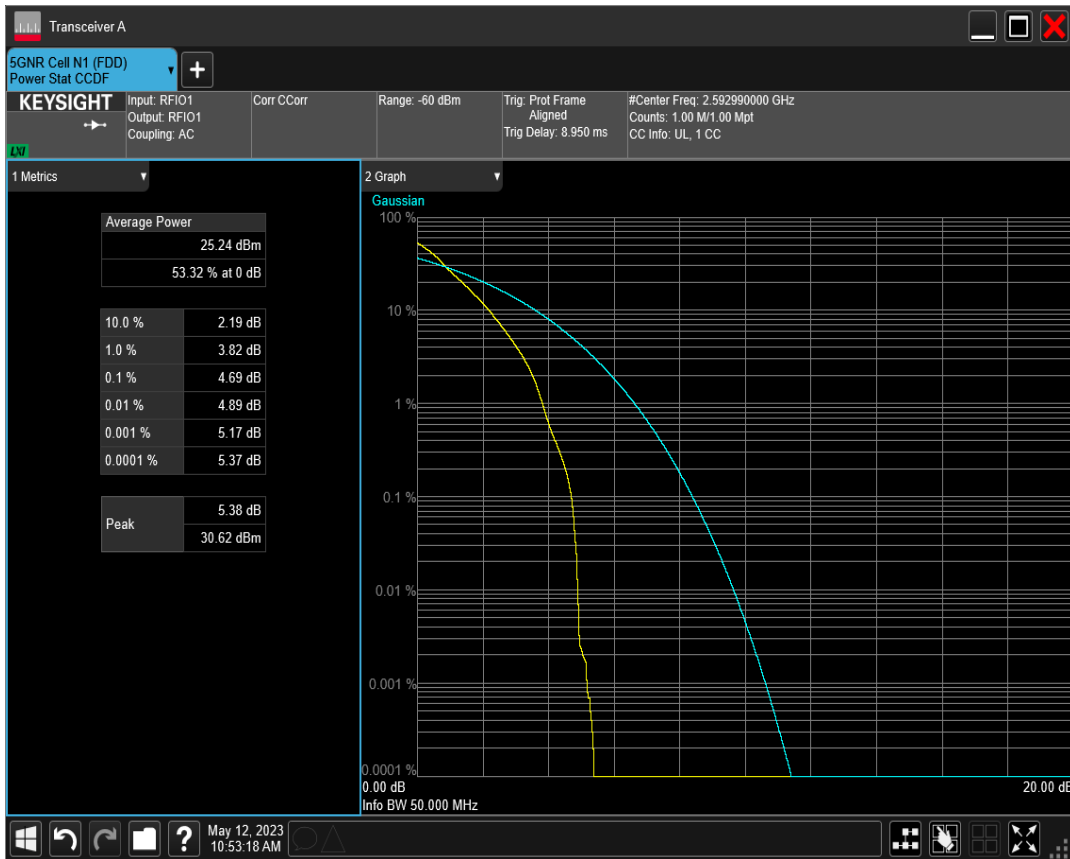 Transceiver A
5GNR Cell N1 (FDD)
Power Stat CCDF
KEYSIGHT
LXI
Input: RFIO1
Output: RFIO1
Coupling: AC
Corr CCorr
Range: -60 dBm
Trig: Prot Frame
Aligned
Trig Delay: 8.950 ms
#Center Freq: 2.592990000 GHz
Counts: 1.00 M/1.00 Mpt
CC Info: UL, 1 CC
1 Metrics
Average Power
25.24 dBm
53.32 % at 0 dB
10.0 % 2.19 dB
1.0 % 3.82 dB
0.1 % 4.69 dB
0.01 % 4.89 dB
0.001 % 5.17 dB
0.0001 % 5.37 dB
Peak 5.38 dB
30.62 dBm
2 Graph
Gaussian
100 %
10 %
1 %
0.1 %
0.01 %
0.001 %
0.0001 %
0.00 dB 20.00 dB
Info BW 50.000 MHz
? May 12, 2023
10:53:18 AM